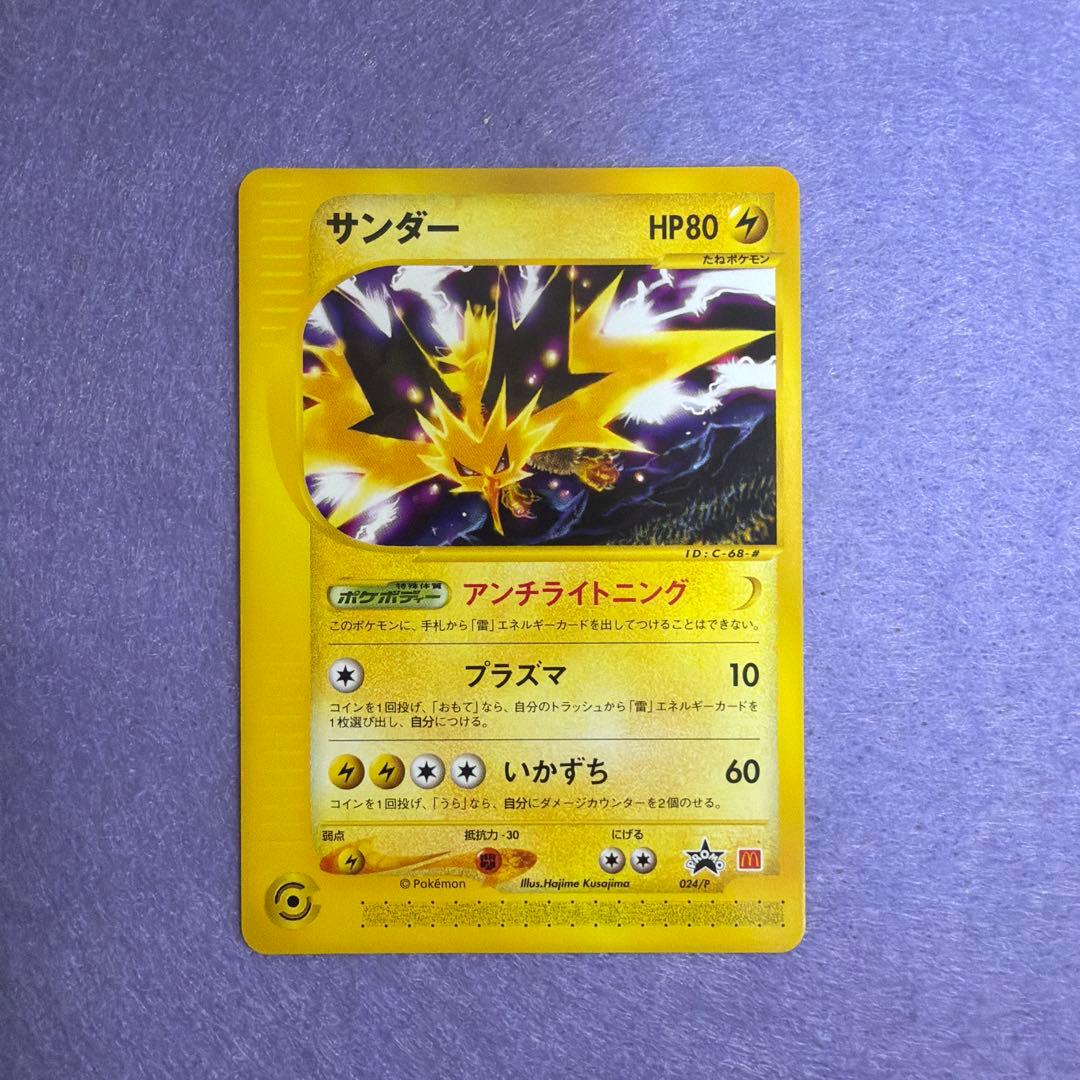 サンダー HP80
たねポケモン
ID:C-68-#
特殊体質
ポケボディー アンチライトニング
このポケモンに、手札から「雷」エネルギーカードを出してつけることはできない。
プラズマ 10
コインを1回投げ、「おもて」なら、自分のトラッシュから「雷」エネルギーカードを
1枚選び出し、自分につける。
いかずち 60
コインを1回投げ、「うら」なら、自分にダメージカウンターを2個のせる。
弱点 抵抗力 -30 にげる
PROMO
© Pokémon Illus.Hajime Kusajima 024/P